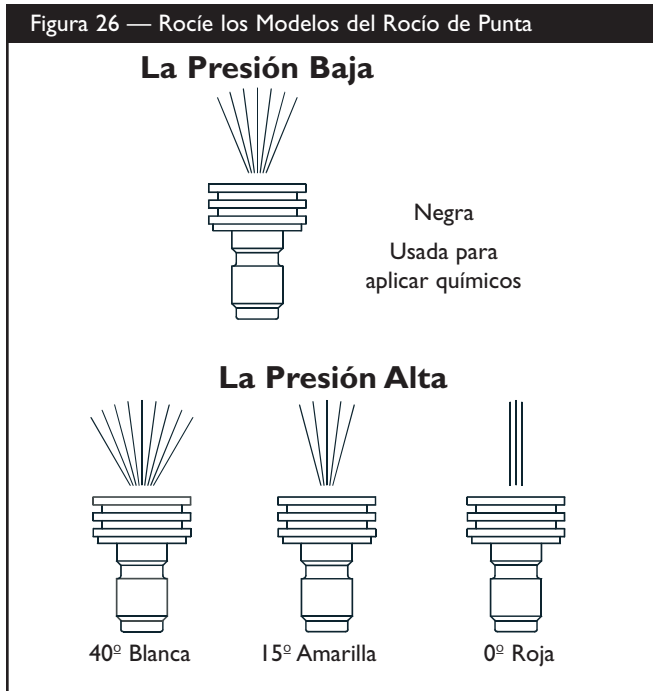 Figura 26 — Rocíe los Modelos del Rocío de Punta
La Presión Baja
Negra
Usada para
aplicar químicos
La Presión Alta
40º Blanca
15º Amarilla
0º Roja